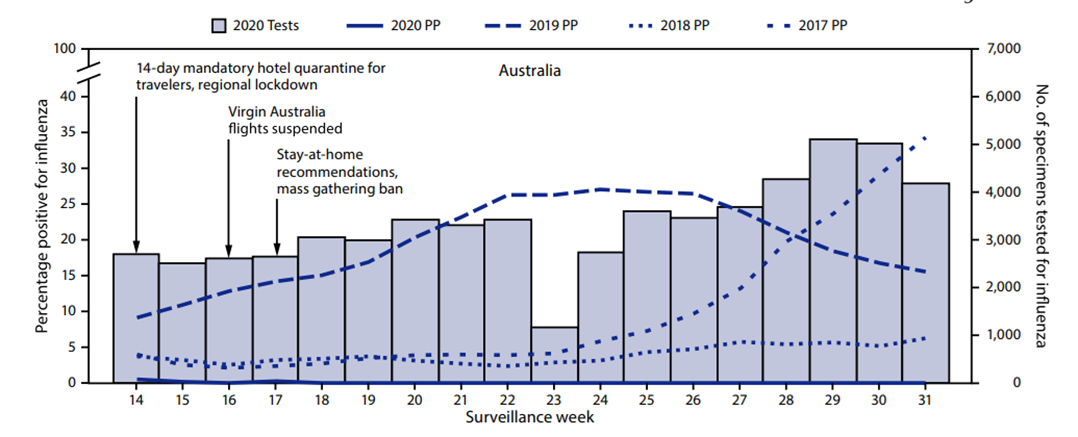 2020 Tests 2020 PP 2019 PP 2018 PP 2017 PP
100
40
35
30
25
20
15
10
5
0
Percentage positive for influenza
Australia
14-day mandatory hotel quarantine for
travelers, regional lockdown
Virgin Australia
flights suspended
Stay-at-home
recommendations,
mass gathering ban
7,000
6,000
5,000
4,000
3,000
2,000
1,000
0
No. of specimens tested for influenza
14 15 16 17 18 19 20 21 22 23 24 25 26 27 28 29 30 31
Surveillance week